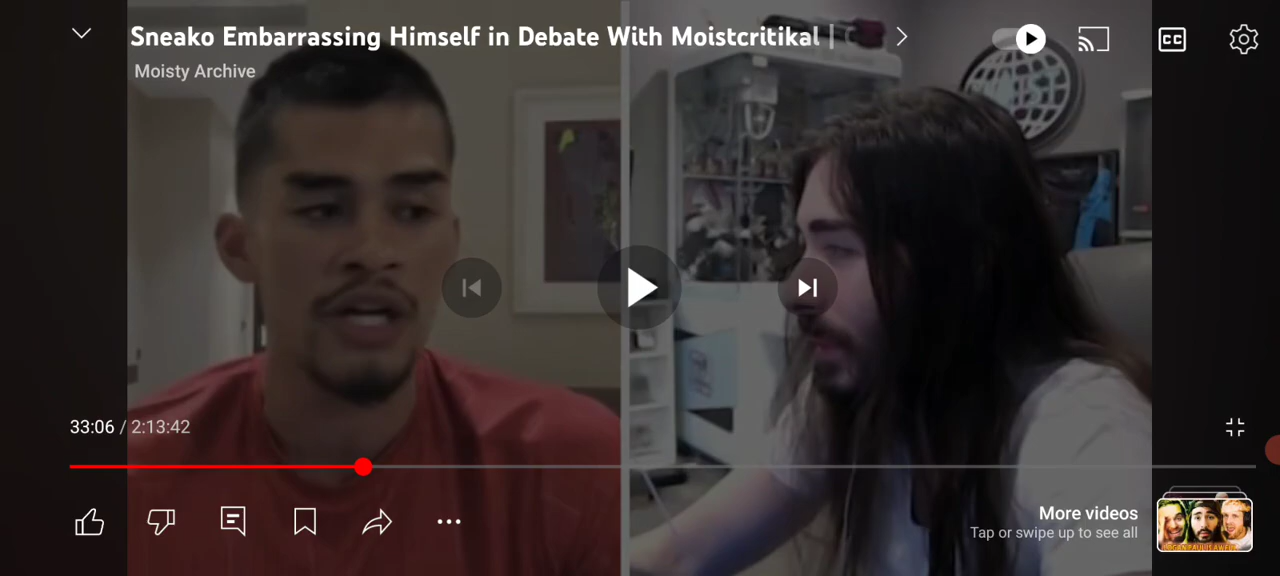 Sneako Embarrassing Himself in Debate With Moistcritikal |
Moisty Archive
CC
33:06 / 2:13:42
More videos
Tap or swipe up to see all